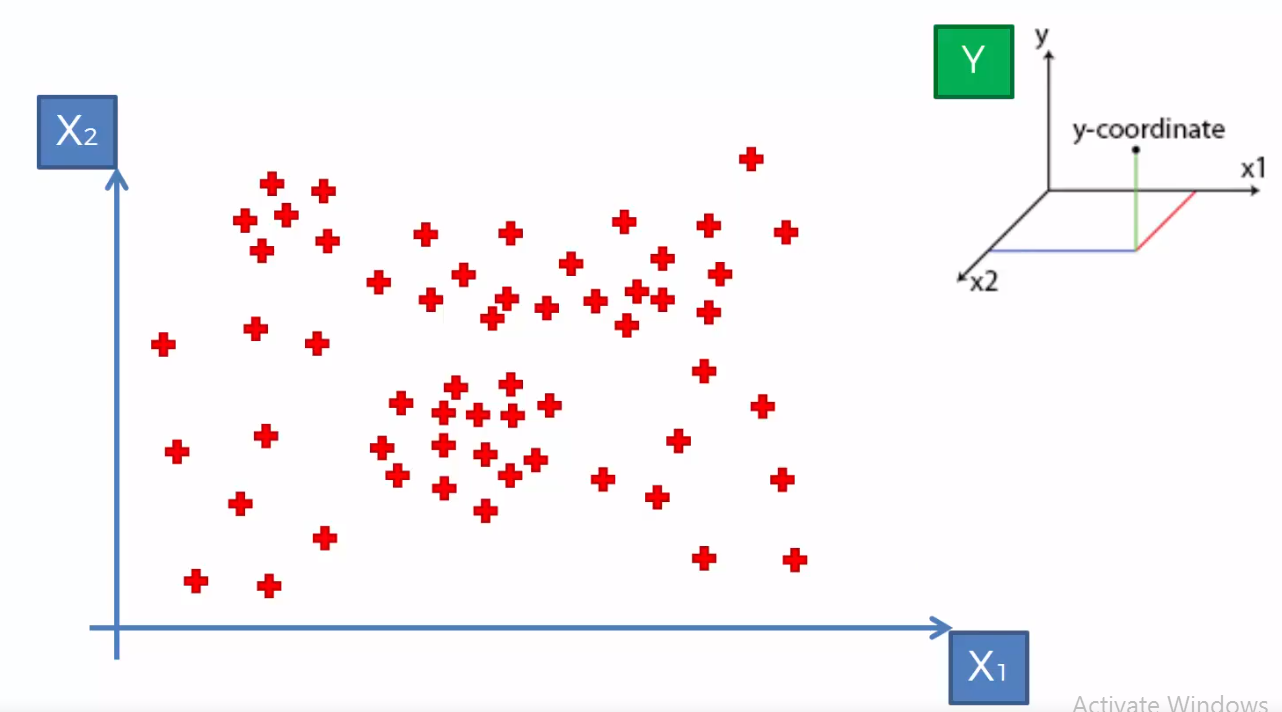 Y
y
X2
y-coordinate
x1
x2
X1
Activate Windows